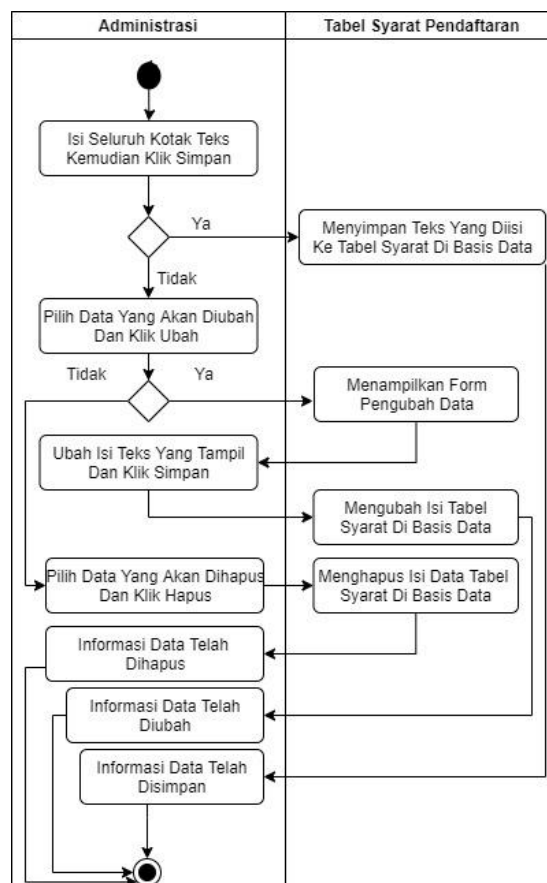 Administrasi
Tabel Syarat Pendaftaran
Isi Seluruh Kotak Teks
Kemudian Klik Simpan
Ya
Menyimpan Teks Yang Diisi
Ke Tabel Syarat Di Basis Data
Tidak
Pilih Data Yang Akan Diubah
Dan Klik Ubah
Tidak
Ya
Menampilkan Form
Pengubah Data
Ubah Isi Teks Yang Tampil
Dan Klik Simpan
Mengubah Isi Tabel
Syarat Di Basis Data
Pilih Data Yang Akan Dihapus
Dan Klik Hapus
Menghapus Isi Data Tabel
Syarat Di Basis Data
Informasi Data Telah
Dihapus
Informasi Data Telah
Diubah
Informasi Data Telah
Disimpan